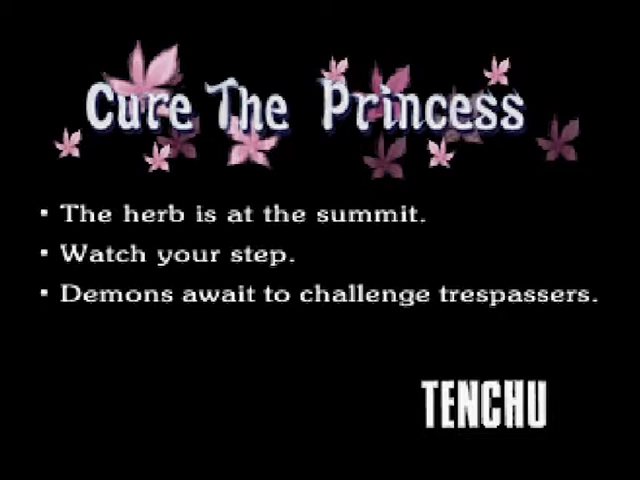 Cure The Princess
▪ The herb is at the summit.
▪ Watch your step.
▪ Demons await to challenge trespassers.
TENCHU